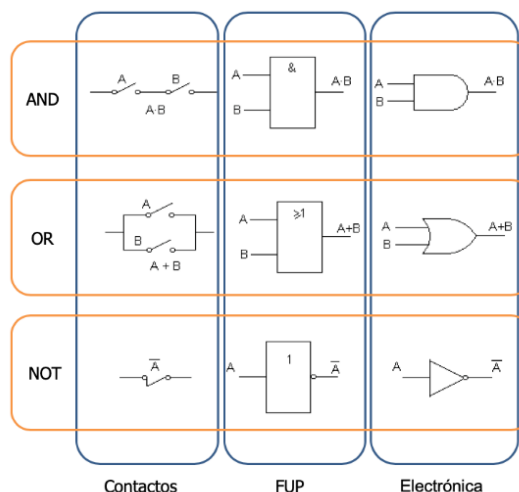 AND
A B
A·B
&
A
B
A·B
A
B
A·B
OR
A
B
A + B
≥1
A
B
A+B
A
B
A+B
NOT
A̅
1
A
A̅
A
A̅
Contactos FUP Electrónica